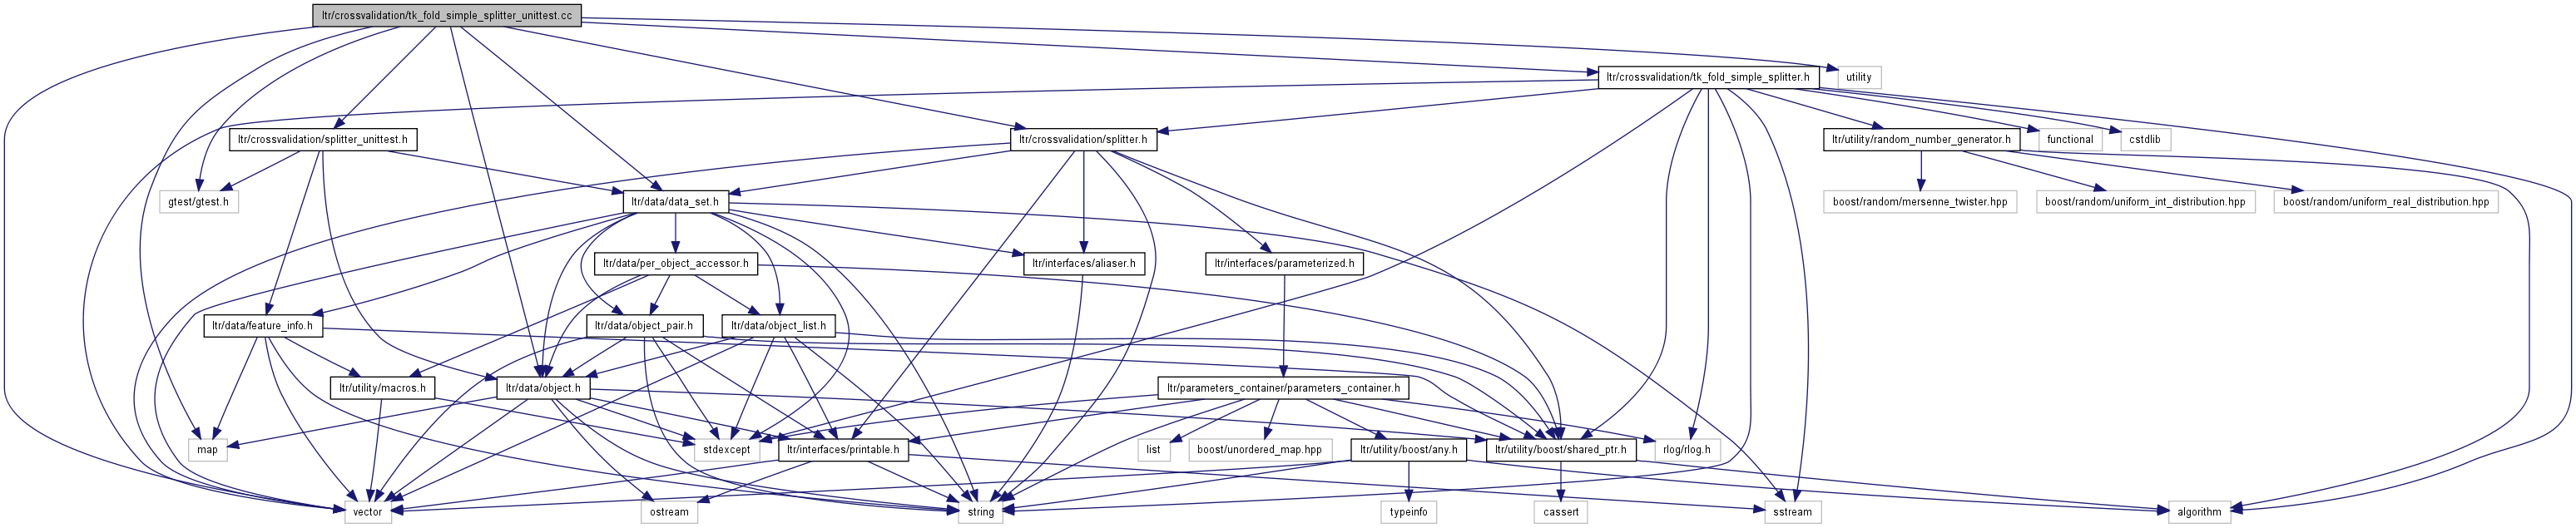 ltr/crossvalidation/tk_fold_simple_splitter_unittest.cc
ltr/crossvalidation/tk_fold_simple_splitter.h
utility
ltr/crossvalidation/splitter_unittest.h
ltr/crossvalidation/splitter.h
ltr/utility/random_number_generator.h
functional
cstdlib
gtest/gtest.h
ltr/data/data_set.h
boost/random/mersenne_twister.hpp
boost/random/uniform_int_distribution.hpp
boost/random/uniform_real_distribution.hpp
ltr/data/per_object_accessor.h
ltr/interfaces/aliaser.h
ltr/interfaces/parameterized.h
ltr/data/feature_info.h
ltr/data/object_pair.h
ltr/data/object_list.h
ltr/utility/macros.h
ltr/data/object.h
ltr/parameters_container/parameters_container.h
map
stdexcept
ltr/interfaces/printable.h
list
boost/unordered_map.hpp
ltr/utility/boost/any.h
ltr/utility/boost/shared_ptr.h
rlog/rlog.h
vector
ostream
string
typeinfo
cassert
sstream
algorithm